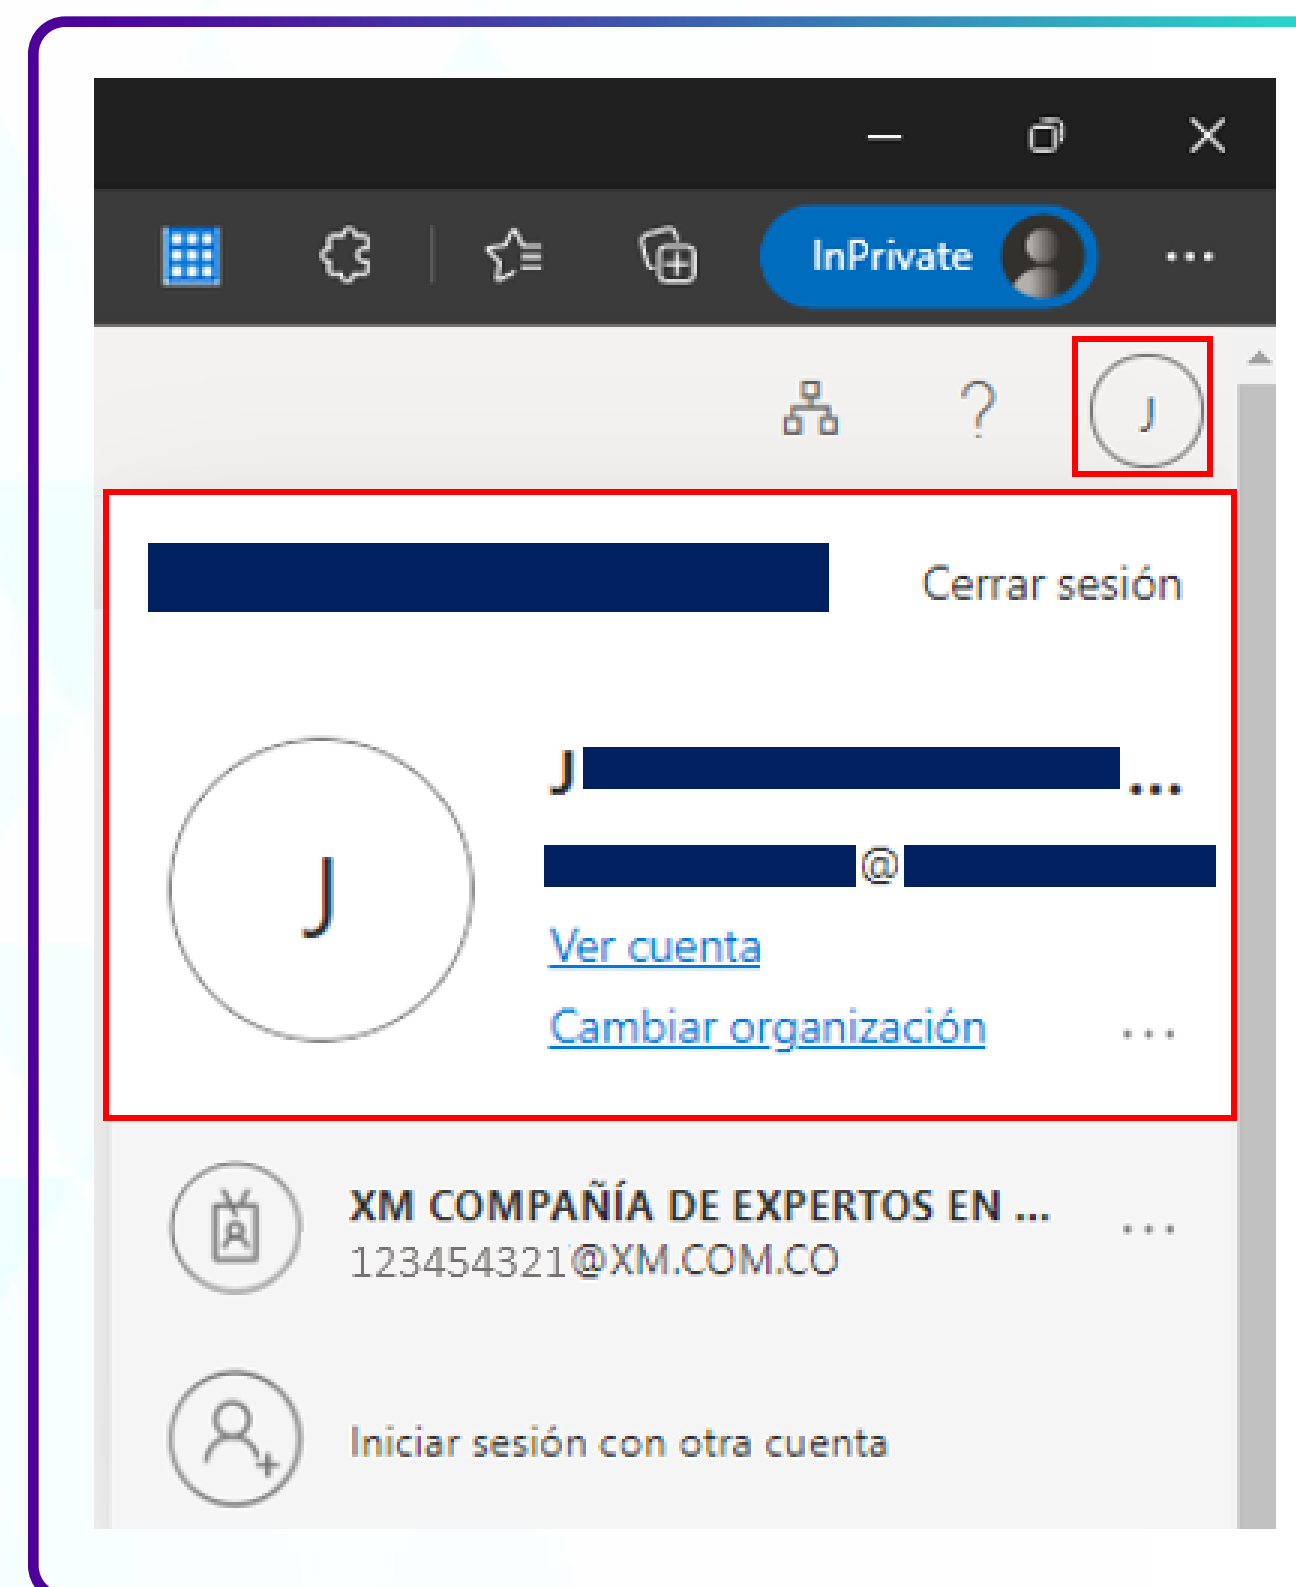 InPrivate
?
J
Cerrar sesión
J ...
J
@
Ver cuenta
Cambiar organización
XM COMPAÑÍA DE EXPERTOS EN ...
123454321@XM.COM.CO
Iniciar sesión con otra cuenta